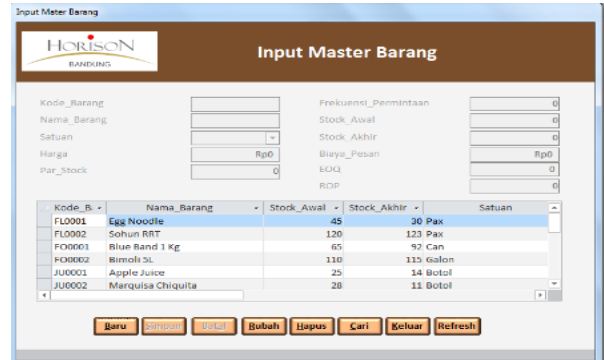 Input Mater Barang
HORISON
BANDUNG
Input Master Barang
Kode_Barang
Nama_Barang
Satuan
Harga Rp0
Par_Stock 0
Frekuensi_Permintaan 0
Stock_Awal 0
Stock_Akhir 0
Biaya_Pesan Rp0
EOQ 0
ROP 0
Kode_B Nama_Barang Stock_Awal Stock_Akhir Satuan
FL0001 Egg Noodle 45 30 Pax
FL0002 Sohun RRT 120 123 Pax
FO0001 Blue Band 1 Kg 65 92 Can
FO0002 Bimoli 5L 110 115 Galon
JU0001 Apple Juice 25 14 Botol
JU0002 Marquisa Chiquita 28 11 Botol
Baru Simpan Batal Rubah Hapus Cari Keluar Refresh